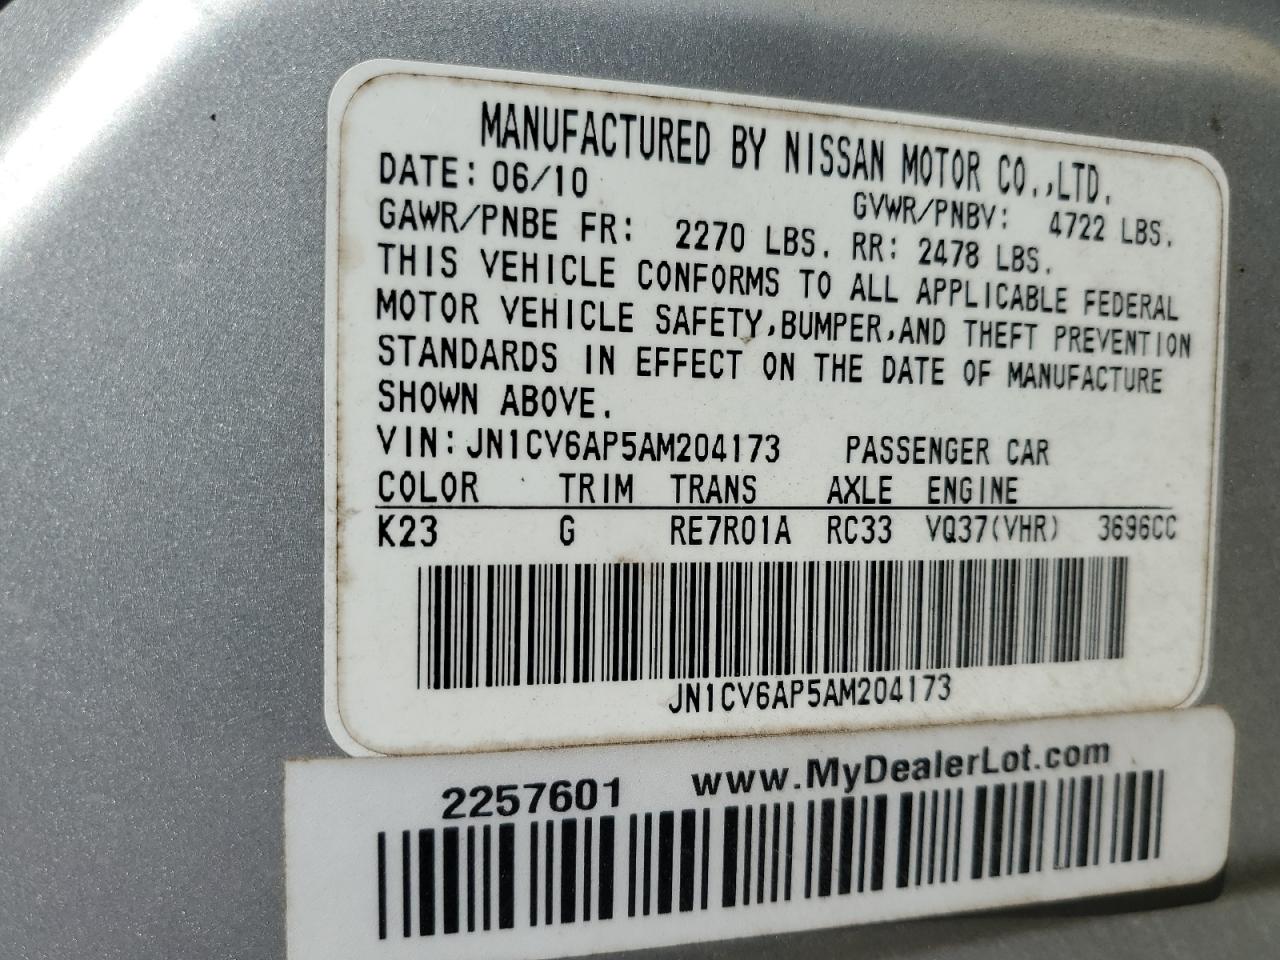 MANUFACTURED BY NISSAN MOTOR CO.,LTD.
DATE: 06/10 GVWR/PNBV: 4722 LBS.
GAWR/PNBE FR: 2270 LBS. RR: 2478 LBS.
THIS VEHICLE CONFORMS TO ALL APPLICABLE FEDERAL
MOTOR VEHICLE SAFETY,BUMPER,AND THEFT PREVENTION
STANDARDS IN EFFECT ON THE DATE OF MANUFACTURE
SHOWN ABOVE.
VIN: JN1CV6AP5AM204173 PASSENGER CAR
COLOR TRIM TRANS AXLE ENGINE
K23 G RE7R01A RC33 VQ37(VHR) 3696CC
JN1CV6AP5AM204173
2257601 www.MyDealerLot.com